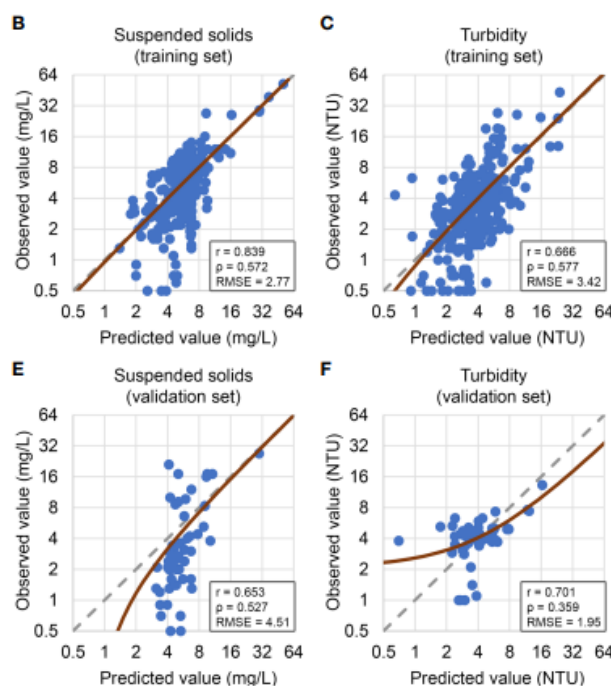 B
Suspended solids
(training set)
Observed value (mg/L)
64
32
16
8
4
2
1
0.5
r = 0.839
ρ = 0.572
RMSE = 2.77
0.5 1 2 4 8 16 32 64
Predicted value (mg/L)
C
Turbidity
(training set)
Observed value (NTU)
64
32
16
8
4
2
1
0.5
r = 0.666
ρ = 0.577
RMSE = 3.42
0.5 1 2 4 8 16 32 64
Predicted value (NTU)
E
Suspended solids
(validation set)
Observed value (mg/L)
64
32
16
8
4
2
1
0.5
r = 0.653
ρ = 0.527
RMSE = 4.51
0.5 1 2 4 8 16 32 64
Predicted value (mg/L)
F
Turbidity
(validation set)
Observed value (NTU)
64
32
16
8
4
2
1
0.5
r = 0.701
ρ = 0.359
RMSE = 1.95
0.5 1 2 4 8 16 32 64
Predicted value (NTU)